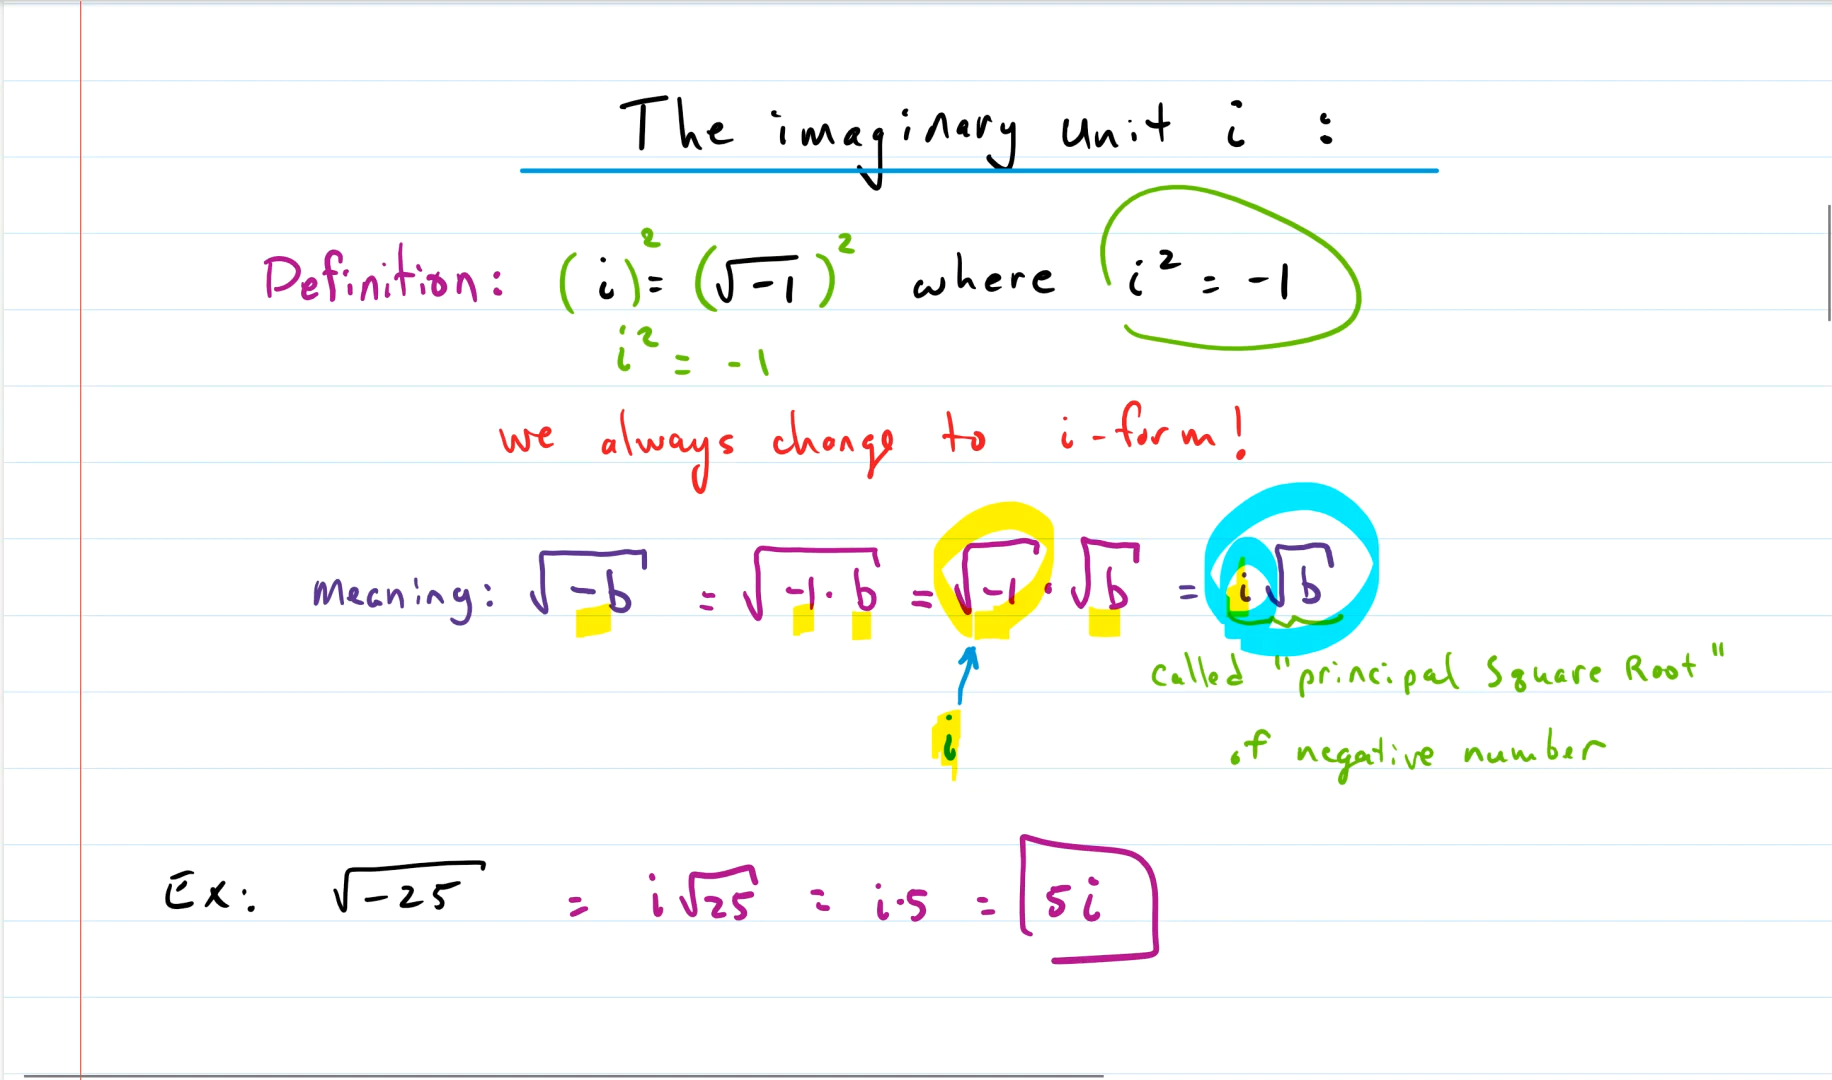 The imaginary unit i :
Definition: (i)² = (√-1)² where i² = -1
i² = -1
we always change to i-form!
meaning: √-b = √-1·b = √-1 · √b = i√b
called "principal Square Root"
i
of negative number
Ex: √-25 = i√25 = i·5 = 5i